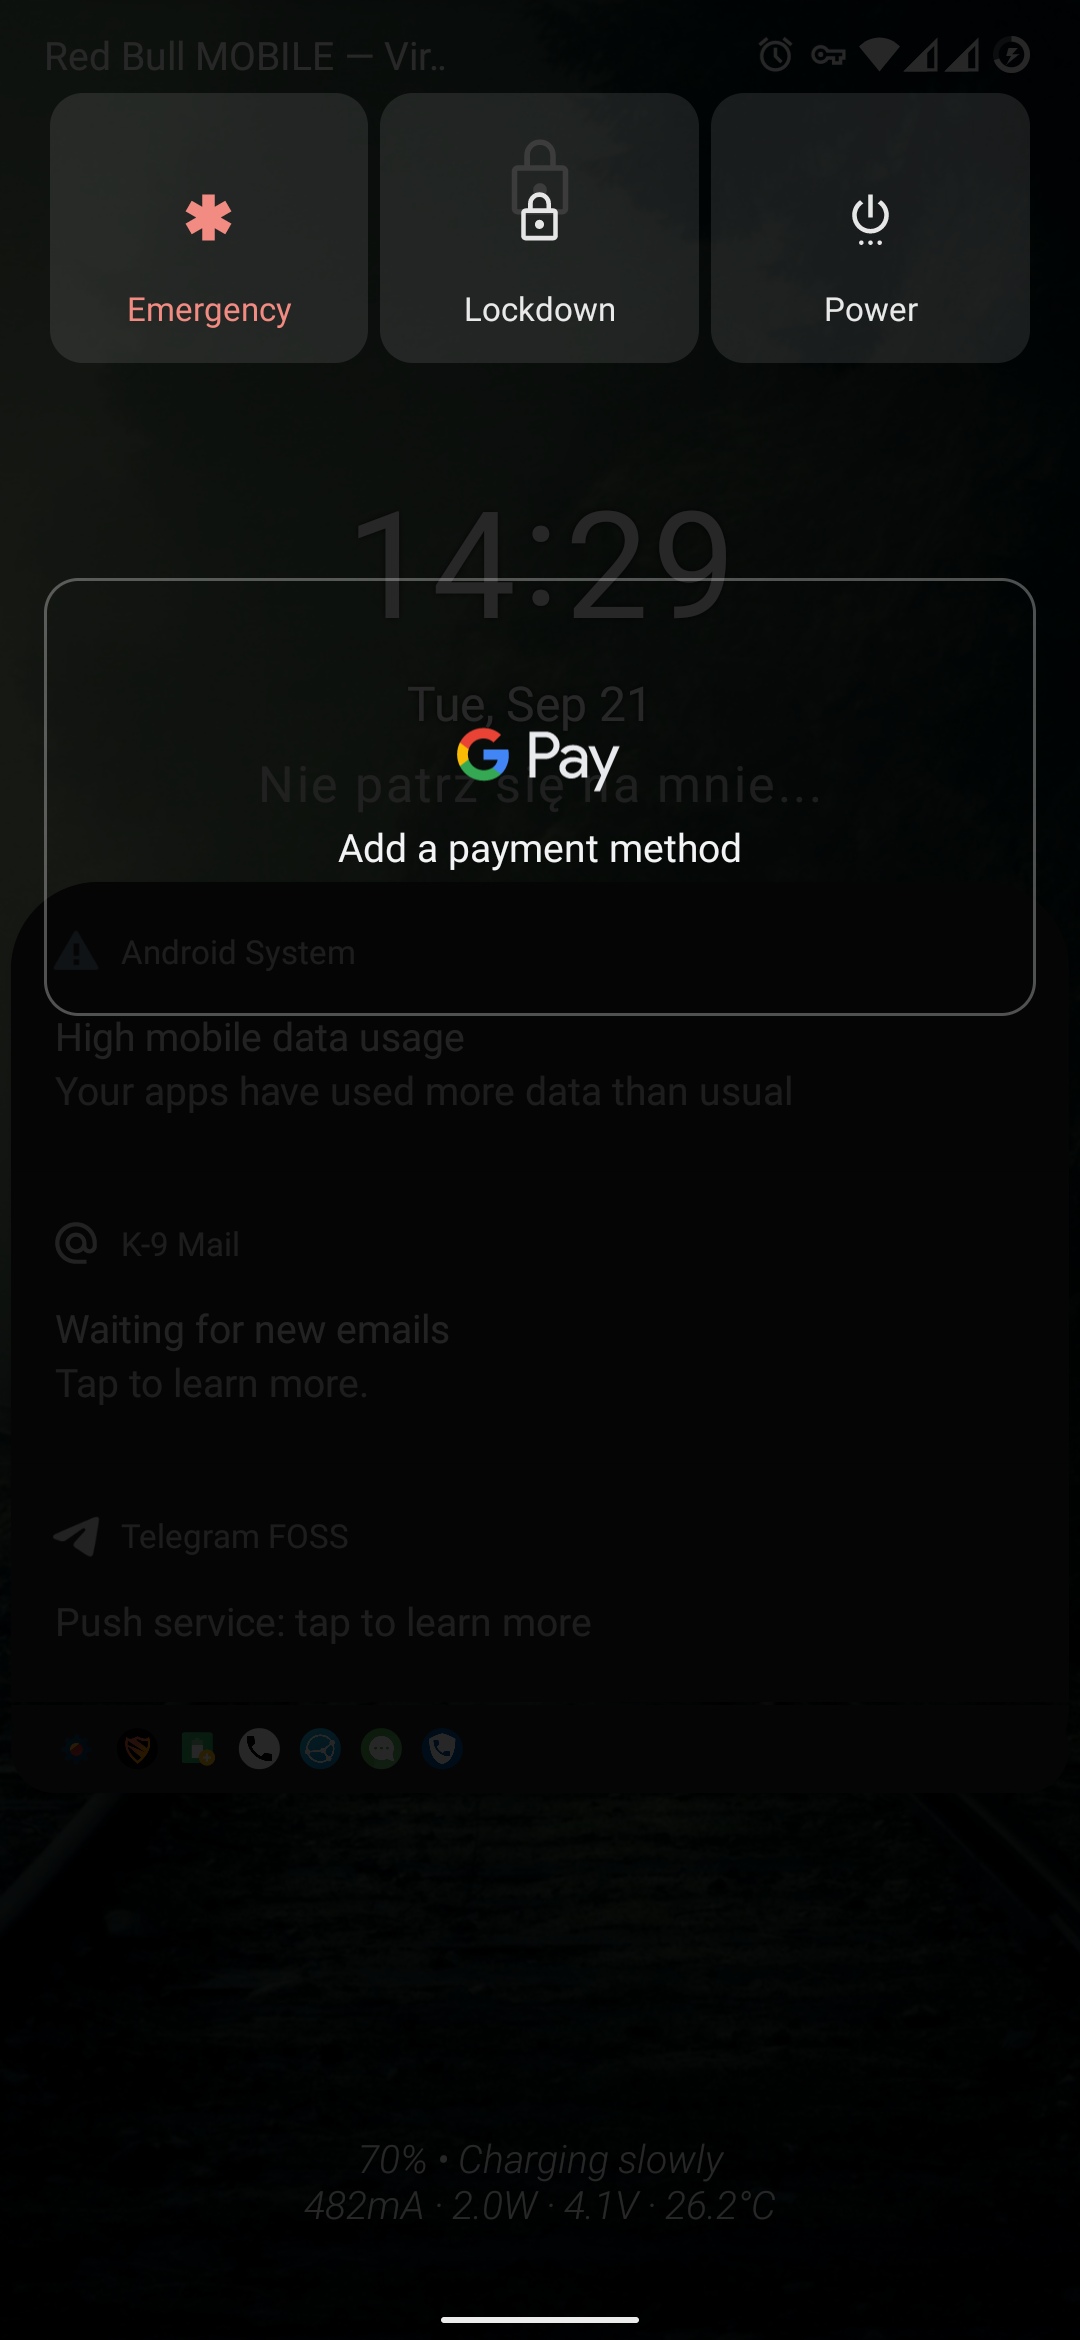 Red Bull MOBILE — Vir..
Emergency
Lockdown
Power
14:29
Tue, Sep 21
G Pay
Nie patrz się na mnie...
Add a payment method
Android System
High mobile data usage
Your apps have used more data than usual
K-9 Mail
Waiting for new emails
Tap to learn more.
Telegram FOSS
Push service: tap to learn more
70% • Charging slowly
482mA · 2.0W · 4.1V · 26.2°C